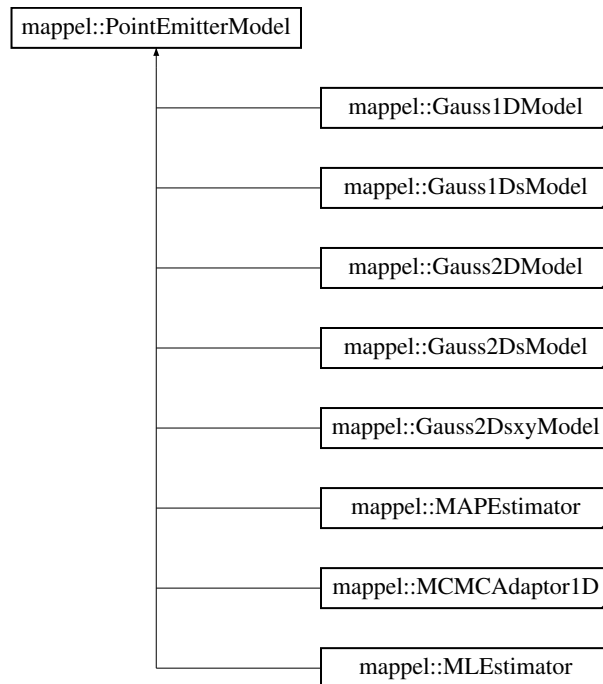 mappel::PointEmitterModel
mappel::Gauss1DModel
mappel::Gauss1DsModel
mappel::Gauss2DModel
mappel::Gauss2DsModel
mappel::Gauss2DsxyModel
mappel::MAPEstimator
mappel::MCMCAdaptor1D
mappel::MLEstimator